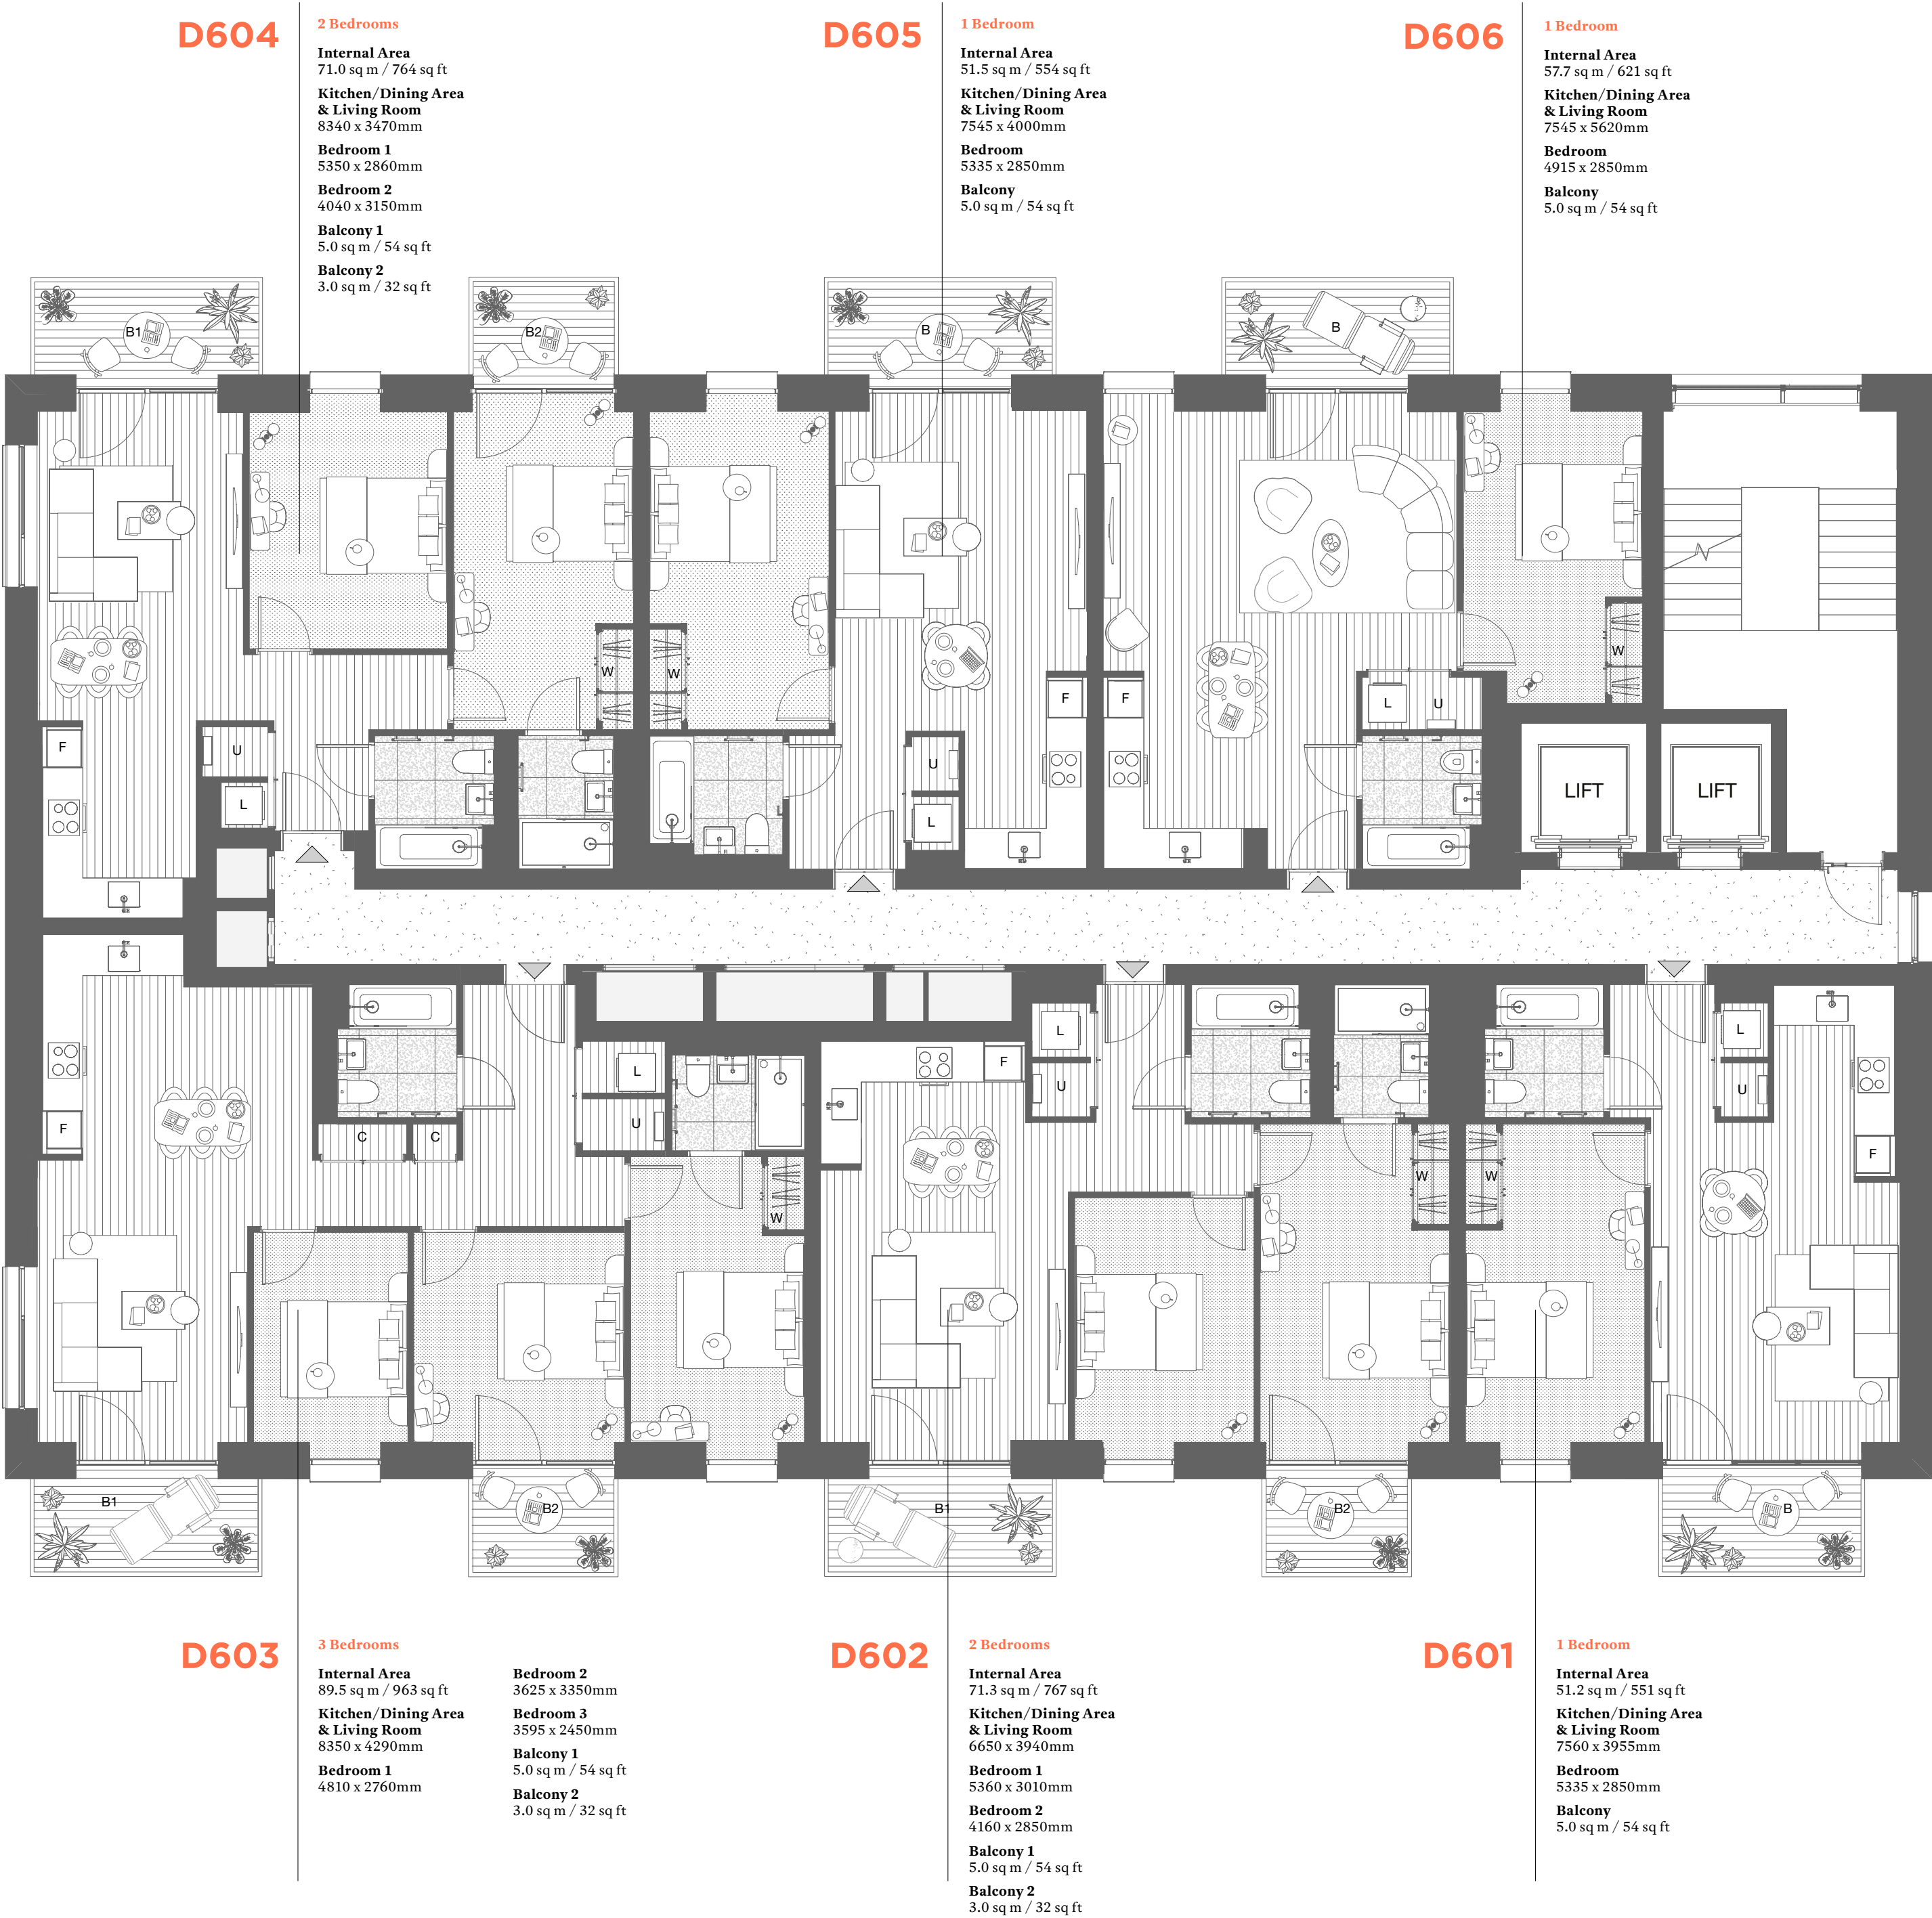 D604
2 Bedrooms
Internal Area
71.0 sq m / 764 sq ft
Kitchen/Dining Area
& Living Room
8340 x 3470mm
Bedroom 1
5350 x 2860mm
Bedroom 2
4040 x 3150mm
Balcony 1
5.0 sq m / 54 sq ft
Balcony 2
3.0 sq m / 32 sq ft
D605
1 Bedroom
Internal Area
51.5 sq m / 554 sq ft
Kitchen/Dining Area
& Living Room
7545 x 4000mm
Bedroom
5335 x 2850mm
Balcony
5.0 sq m / 54 sq ft
D606
1 Bedroom
Internal Area
57.7 sq m / 621 sq ft
Kitchen/Dining Area
& Living Room
7545 x 5620mm
Bedroom
4915 x 2850mm
Balcony
5.0 sq m / 54 sq ft
B1
B2
B
B
W
W
W
F
F
L
U
F
U
U
L
L
LIFT
LIFT
L
L
U
F
C
C
L
U
F
L
U
F
W
W
W
B1
B2
B1
B2
B
D603
3 Bedrooms
Internal Area
89.5 sq m / 963 sq ft
Kitchen/Dining Area
& Living Room
8350 x 4290mm
Bedroom 1
4810 x 2760mm
Bedroom 2
3625 x 3350mm
Bedroom 3
3595 x 2450mm
Balcony 1
5.0 sq m / 54 sq ft
Balcony 2
3.0 sq m / 32 sq ft
D602
2 Bedrooms
Internal Area
71.3 sq m / 767 sq ft
Kitchen/Dining Area
& Living Room
6650 x 3940mm
Bedroom 1
5360 x 3010mm
Bedroom 2
4160 x 2850mm
Balcony 1
5.0 sq m / 54 sq ft
Balcony 2
3.0 sq m / 32 sq ft
D601
1 Bedroom
Internal Area
51.2 sq m / 551 sq ft
Kitchen/Dining Area
& Living Room
7560 x 3955mm
Bedroom
5335 x 2850mm
Balcony
5.0 sq m / 54 sq ft